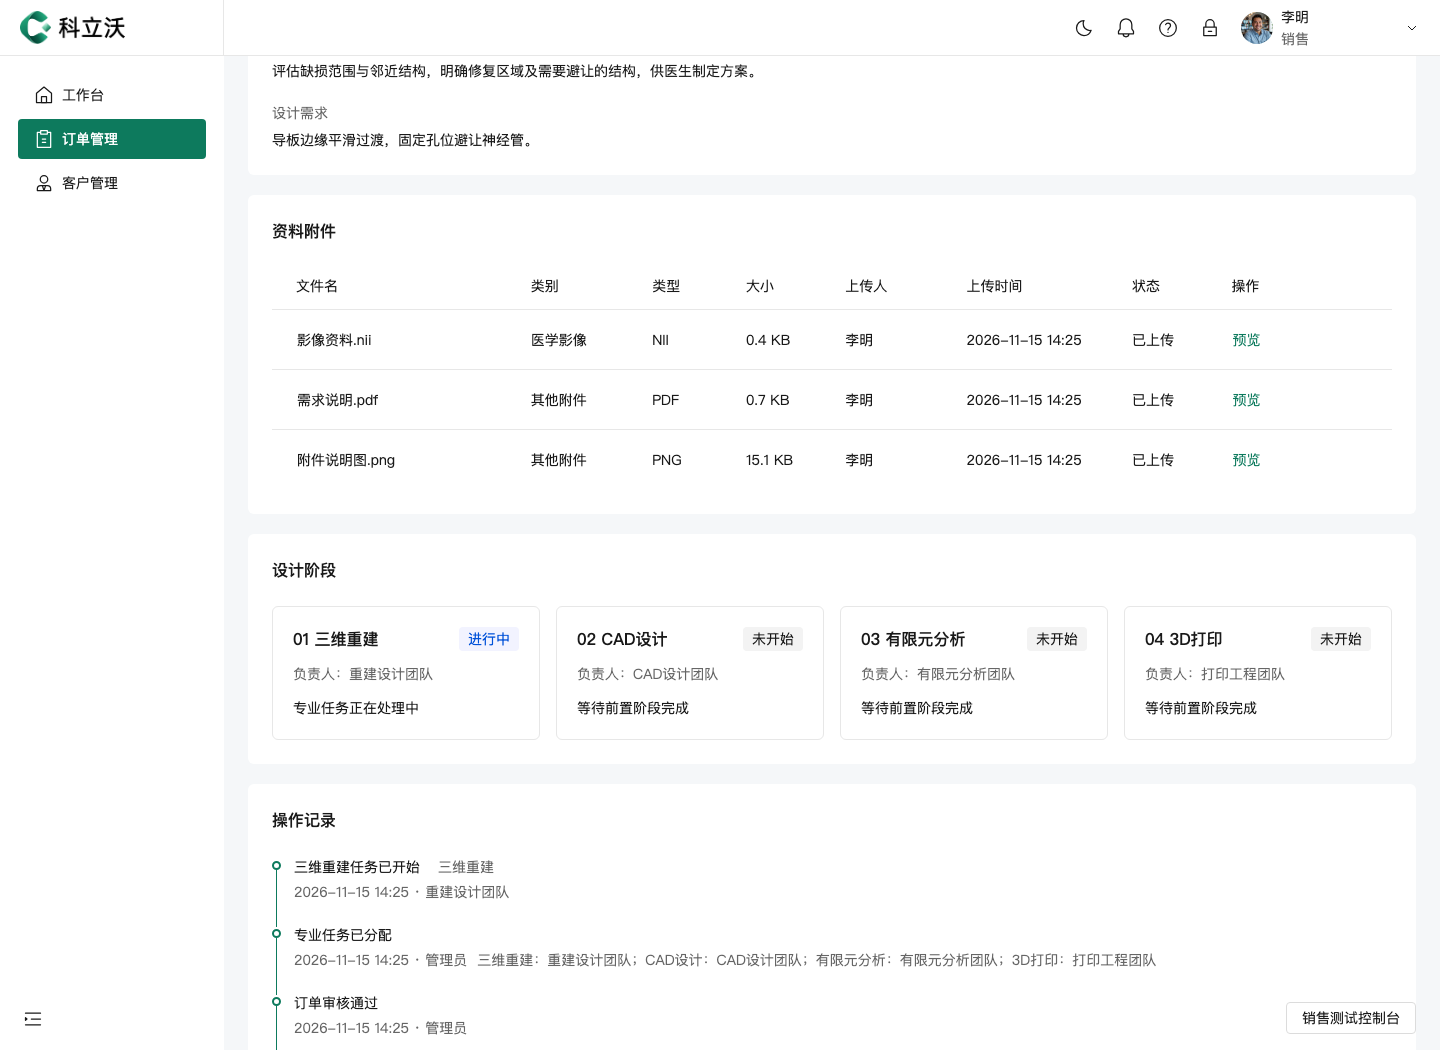 科立沃
李明
销售
工作台
订单管理
客户管理
评估缺损范围与邻近结构，明确修复区域及需要避让的结构，供医生制定方案。
设计需求
导板边缘平滑过渡，固定孔位避让神经管。
资料附件
文件名 类别 类型 大小 上传人 上传时间 状态 操作
影像资料.nii 医学影像 NII 0.4 KB 李明 2026-11-15 14:25 已上传 预览
需求说明.pdf 其他附件 PDF 0.7 KB 李明 2026-11-15 14:25 已上传 预览
附件说明图.png 其他附件 PNG 15.1 KB 李明 2026-11-15 14:25 已上传 预览
设计阶段
01 三维重建 进行中
负责人：重建设计团队
专业任务正在处理中
02 CAD设计 未开始
负责人：CAD设计团队
等待前置阶段完成
03 有限元分析 未开始
负责人：有限元分析团队
等待前置阶段完成
04 3D打印 未开始
负责人：打印工程团队
等待前置阶段完成
操作记录
三维重建任务已开始 三维重建
2026-11-15 14:25 · 重建设计团队
专业任务已分配
2026-11-15 14:25 · 管理员 三维重建：重建设计团队；CAD设计：CAD设计团队；有限元分析：有限元分析团队；3D打印：打印工程团队
订单审核通过
2026-11-15 14:25 · 管理员
销售测试控制台